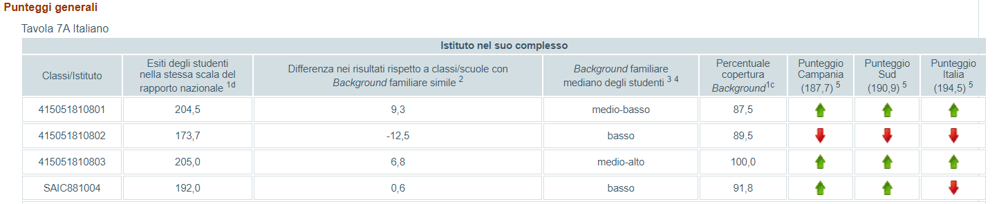 Punteggi generali
Tavola 7A Italiano
Istituto nel suo complesso
Classi/Istituto
Esiti degli studenti
nella stessa scala del
rapporto nazionale 1d
Differenza nei risultati rispetto a classi/scuole con
Background familiare simile 2
Background familiare
mediano degli studenti 3 4
Percentuale
copertura
Background1c
Punteggio
Campania
(187,7) 5
Punteggio
Sud
(190,9) 5
Punteggio
Italia
(194,5) 5
415051810801 204,5 9,3 medio-basso 87,5
415051810802 173,7 -12,5 basso 89,5
415051810803 205,0 6,8 medio-alto 100,0
SAIC881004 192,0 0,6 basso 91,8